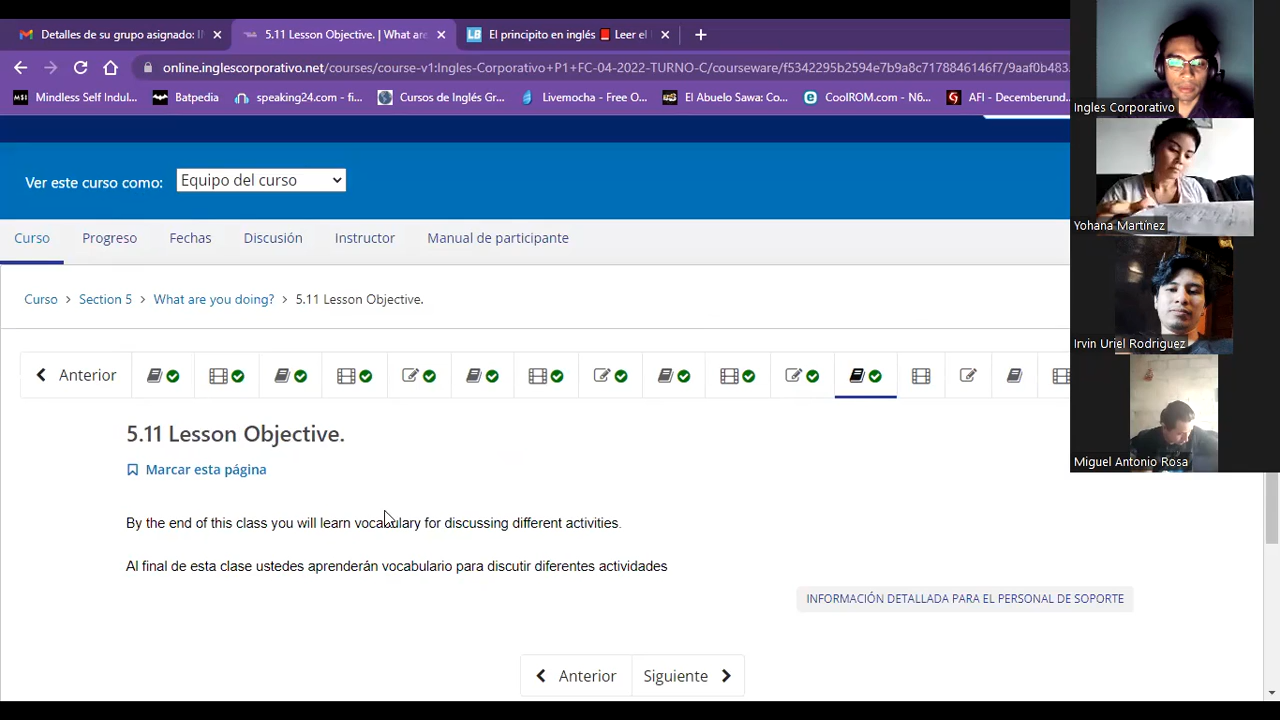 Detalles de su grupo asignado: II
5.11 Lesson Objective. | What are
El principito en inglés 📕 Leer el
online.inglescorporativo.net/courses/course-v1:Ingles-Corporativo+P1+FC-04-2022-TURNO-C/courseware/f5342295b2594e7b9a8c7178846146f7/9aaf0b483
Mindless Self Indul...
Batpedia
speaking24.com - fi...
Cursos de Inglés Gr...
Livemocha - Free O...
El Abuelo Sawa: Co...
CoolROM.com - N6...
AFI - Decemberund
Ingles Corporativo
Yohana Martínez
Irvin Uriel Rodriguez
Miguel Antonio Rosa
Ver este curso como: Equipo del curso
Curso Progreso Fechas Discusión Instructor Manual de participante
Curso > Section 5 > What are you doing? > 5.11 Lesson Objective.
Anterior
5.11 Lesson Objective.
Marcar esta página
By the end of this class you will learn vocabulary for discussing different activities.
Al final de esta clase ustedes aprenderán vocabulario para discutir diferentes actividades
INFORMACIÓN DETALLADA PARA EL PERSONAL DE SOPORTE
Anterior Siguiente